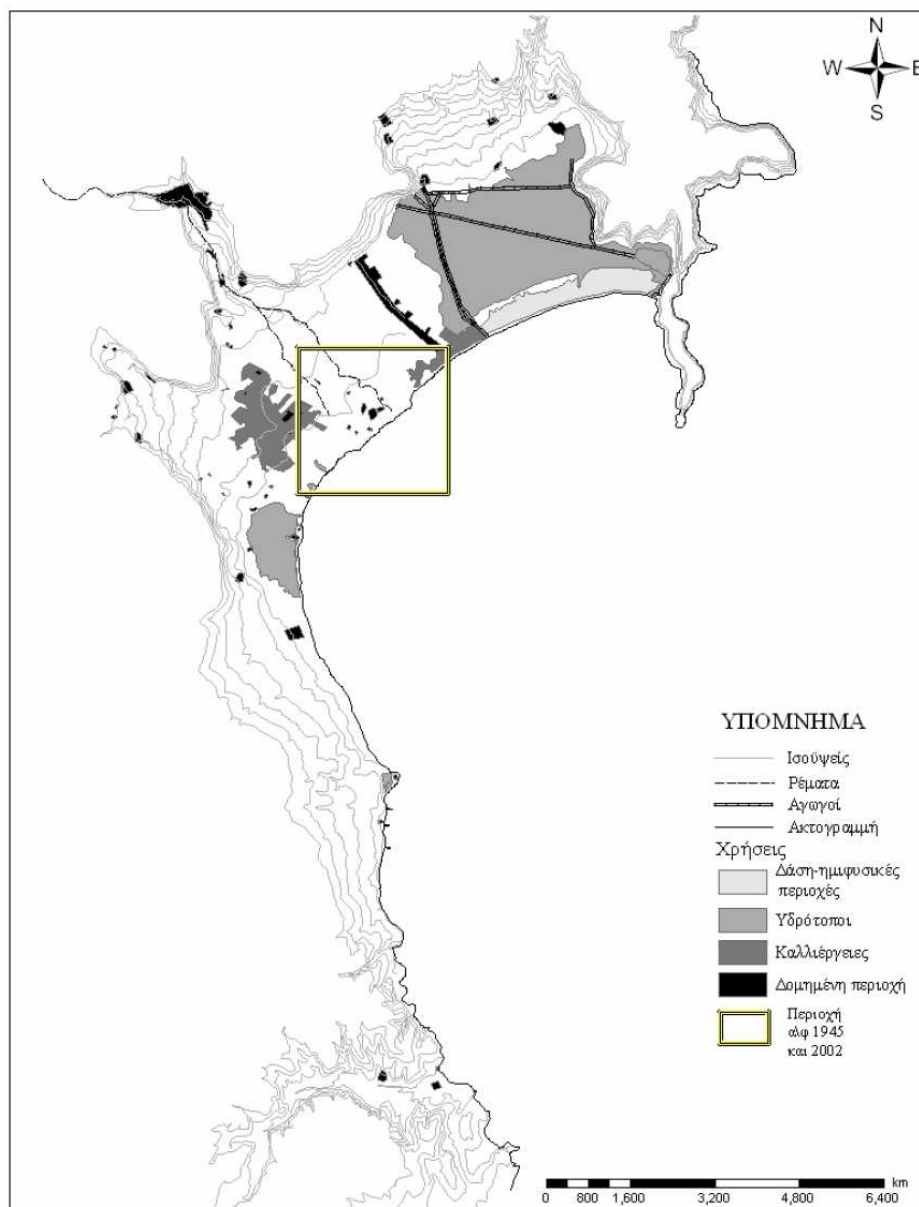 N
W E
S
ΥΠΟΜΝΗΜΑ
Ισοϋψείς
Ρέματα
Αγωγοί
Ακτογραμμή
Χρήσεις
Δάση-ημιφυσικές
περιοχές
Υδρότοποι
Καλλιέργειες
Δομημένη περιοχή
Περιοχή
αλφ 1945
και 2002
km
0 800 1,600 3,200 4,800 6,400